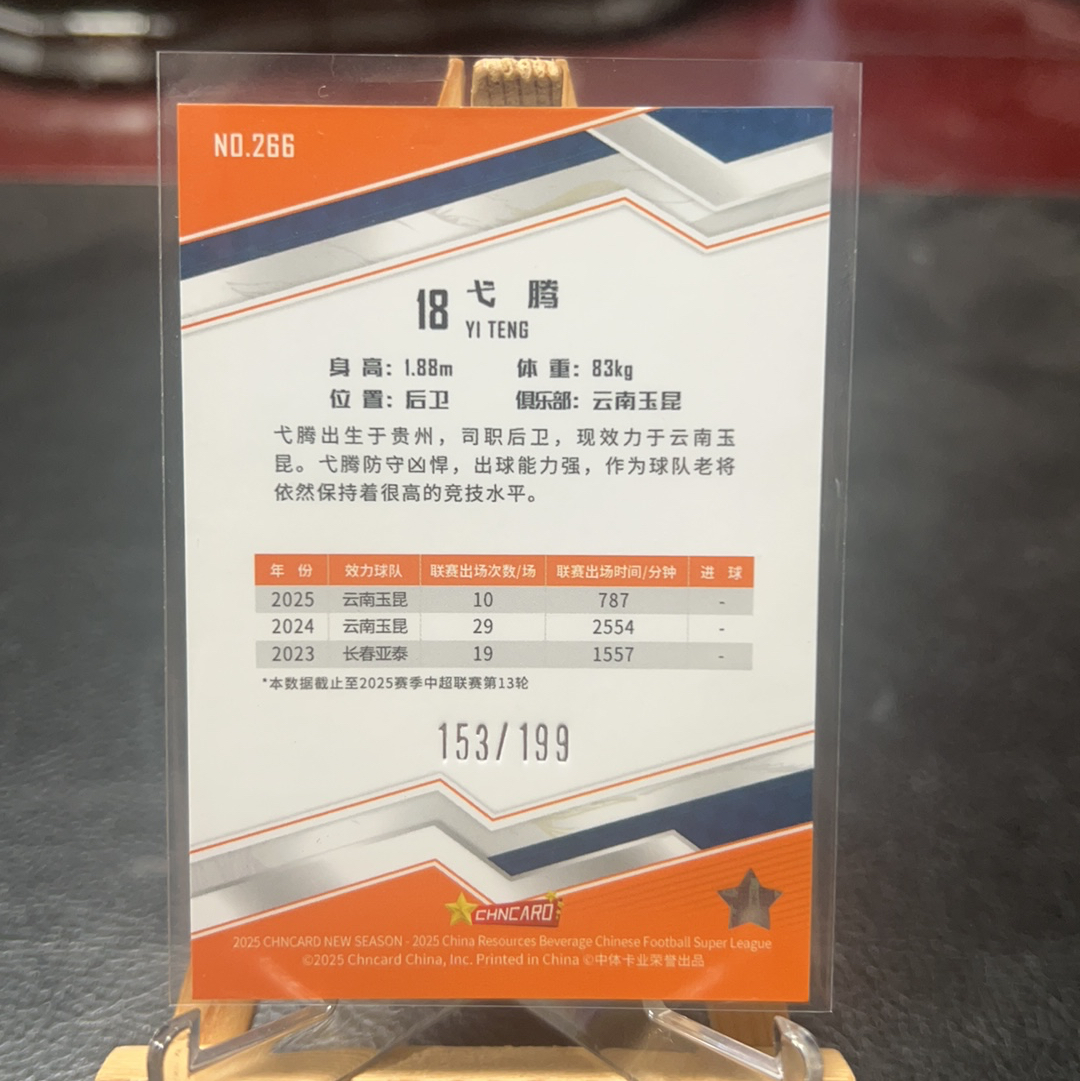 NO.266
18 弋 腾
YI TENG
身 高: 1.88m 体 重: 83kg
位 置: 后卫 俱乐部: 云南玉昆
弋腾出生于贵州，司职后卫，现效力于云南玉
昆。弋腾防守凶悍，出球能力强，作为球队老将
依然保持着很高的竞技水平。
年 份 效力球队 联赛出场次数/场 联赛出场时间/分钟 进 球
2025 云南玉昆 10 787 -
2024 云南玉昆 29 2554 -
2023 长春亚泰 19 1557 -
*本数据截止至2025赛季中超联赛第13轮
153/199
CHNCARD
2025 CHNCARD NEW SEASON - 2025 China Resources Beverage Chinese Football Super League
©2025 Chncard China, Inc. Printed in China ©中体卡业荣誉出品